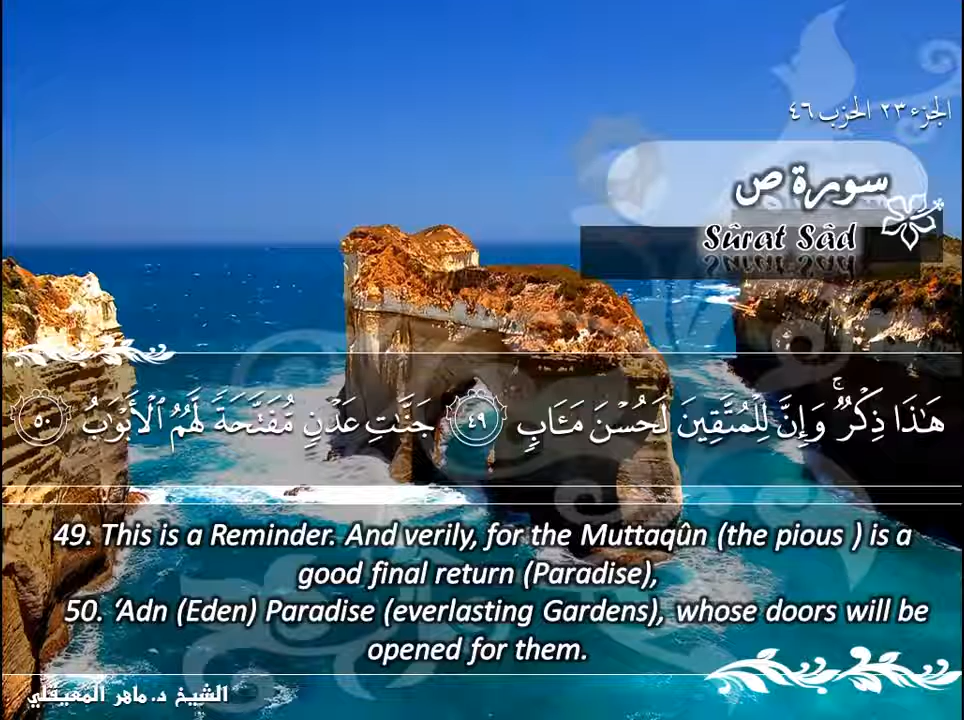 الجزء ٢٣ الحزب ٤٦
سورة ص
Sûrat Sâd
هَـٰذَا ذِكْرٌ ۚ وَإِنَّ لِلْمُتَّقِينَ لَحُسْنَ مَـَٔابٍ ٤٩ جَنَّـٰتِ عَدْنٍ مُّفَتَّحَةً لَّهُمُ ٱلْأَبْوَٰبُ ٥٠
49. This is a Reminder. And verily, for the Muttaqûn (the pious ) is a
good final return (Paradise),
50. ‘Adn (Eden) Paradise (everlasting Gardens), whose doors will be
opened for them.
الشيخ د. ماهر المعيقلي